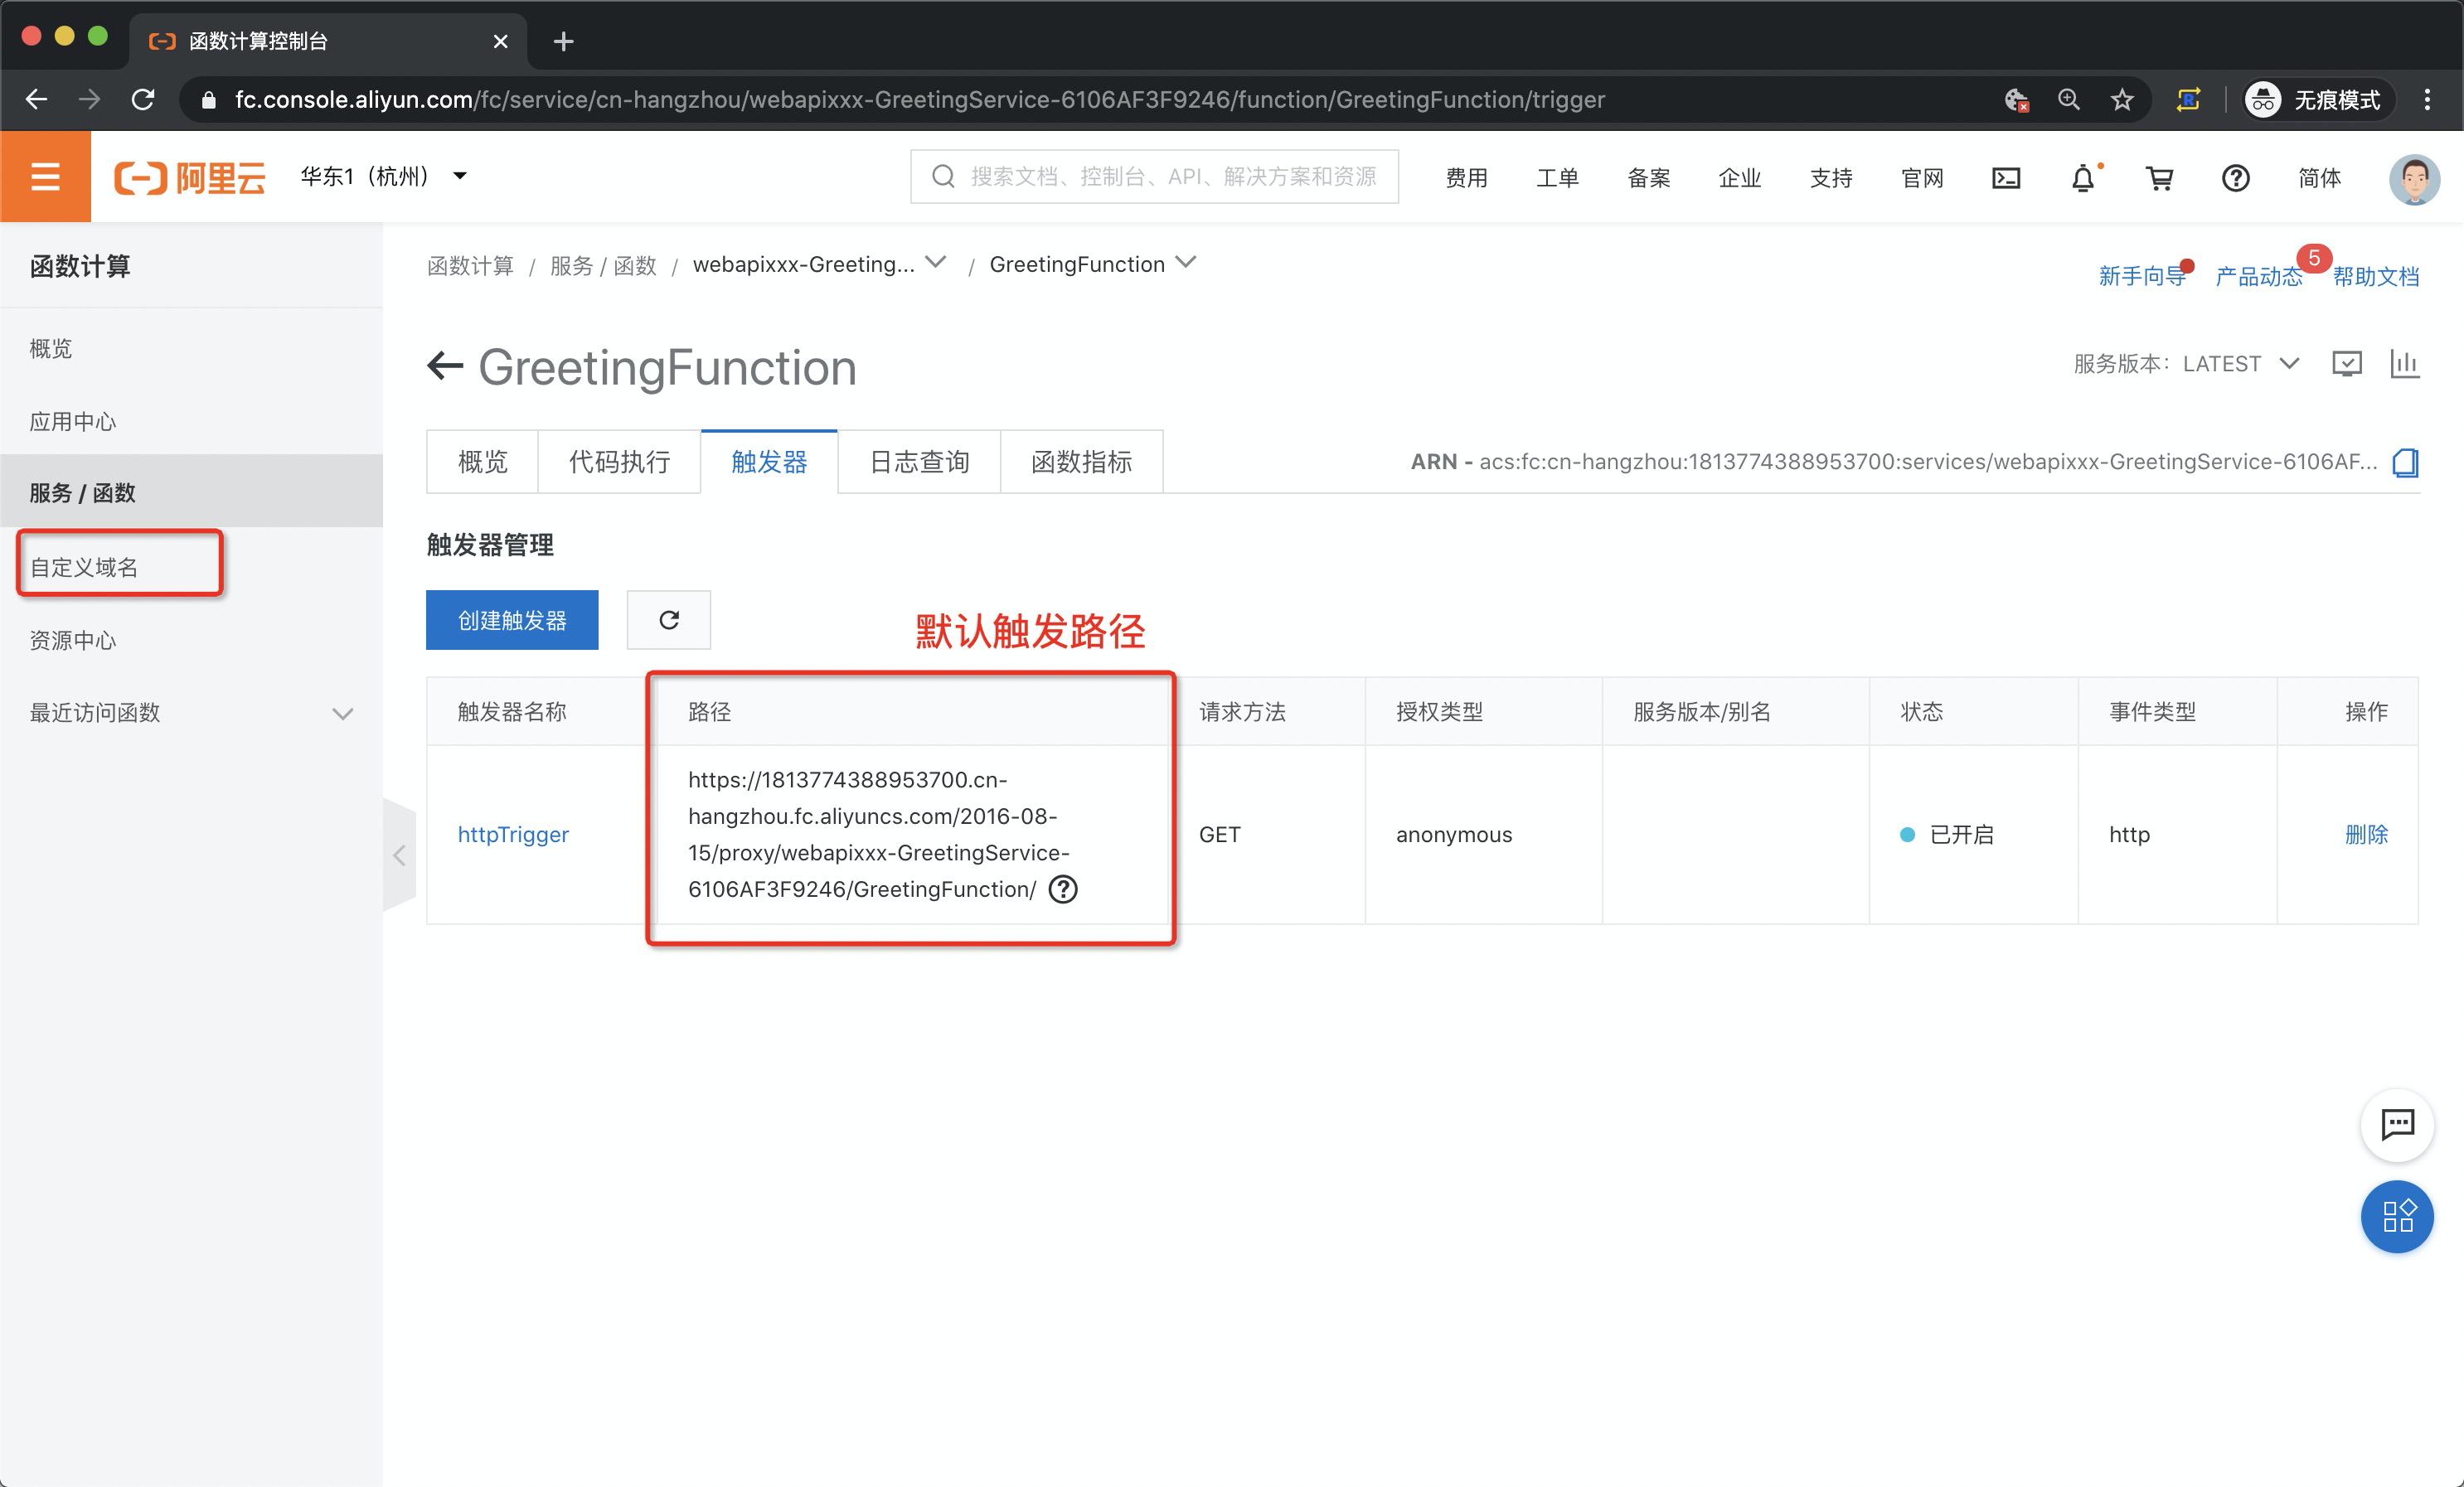 函数计算控制台
fc.console.aliyun.com/fc/service/cn-hangzhou/webapixxx-GreetingService-6106AF3F9246/function/GreetingFunction/trigger
无痕模式
阿里云
华东1（杭州）
搜索文档、控制台、API、解决方案和资源
费用
工单
备案
企业
支持
官网
简体
函数计算
概览
应用中心
服务 / 函数
自定义域名
资源中心
最近访问函数
函数计算 / 服务 / 函数 / webapixxx-Greeting... / GreetingFunction
新手向导
产品动态
5
帮助文档
GreetingFunction
服务版本：LATEST
概览
代码执行
触发器
日志查询
函数指标
ARN - acs:fc:cn-hangzhou:1813774388953700:services/webapixxx-GreetingService-6106AF...
触发器管理
创建触发器
默认触发路径
触发器名称
路径
请求方法
授权类型
服务版本/别名
状态
事件类型
操作
httpTrigger
https://1813774388953700.cn-
hangzhou.fc.aliyuncs.com/2016-08-
15/proxy/webapixxx-GreetingService-
6106AF3F9246/GreetingFunction/
GET
anonymous
已开启
http
删除